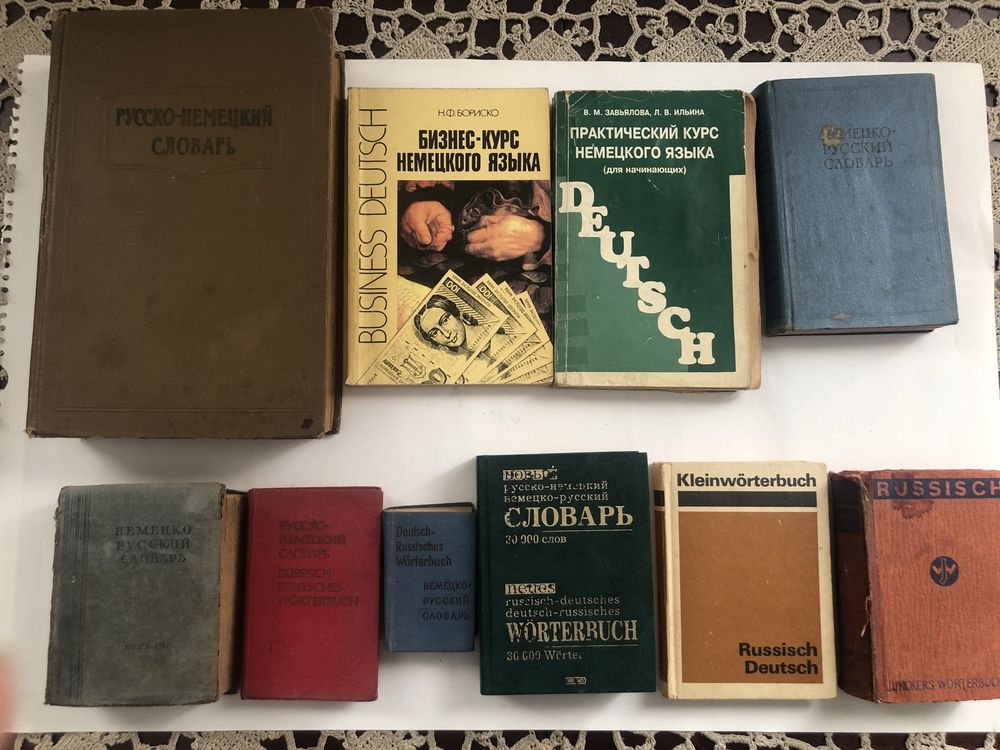 РУССКО-НЕМЕЦКИЙ
СЛОВАРЬ
BUSINESS DEUTSCH
Н.Ф.БОРИСКО
БИЗНЕС-КУРС
НЕМЕЦКОГО ЯЗЫКА
100
В. М. ЗАВЬЯЛОВА, Л. В. ИЛЬИНА
ПРАКТИЧЕСКИЙ КУРС
НЕМЕЦКОГО ЯЗЫКА
(для начинающих)
DEUTSCH
НЕМЕЦКО-
РУССКИЙ
СЛОВАРЬ
НЕМЕЦКО
РУССКИЙ
СЛОВАРЬ
РУССКО-
НЕМЕЦКИЙ
СЛОВАРЬ
RUSSISCH-
DEUTSCHES
WÖRTERBUCH
Deutsch-
Russisches
Wörterbuch
НЕМЕЦКО-
РУССКИЙ
СЛОВАРЬ
НОВЫЙ
русско-немецкий
немецко-русский
СЛОВАРЬ
30 000 слов
neues
russisch-deutsches
deutsch-russisches
WÖRTERBUCH
30 000 Wörter
Kleinwörterbuch
Russisch
Deutsch
RUSSISCH
JUNCKERS WÖRTERBUC